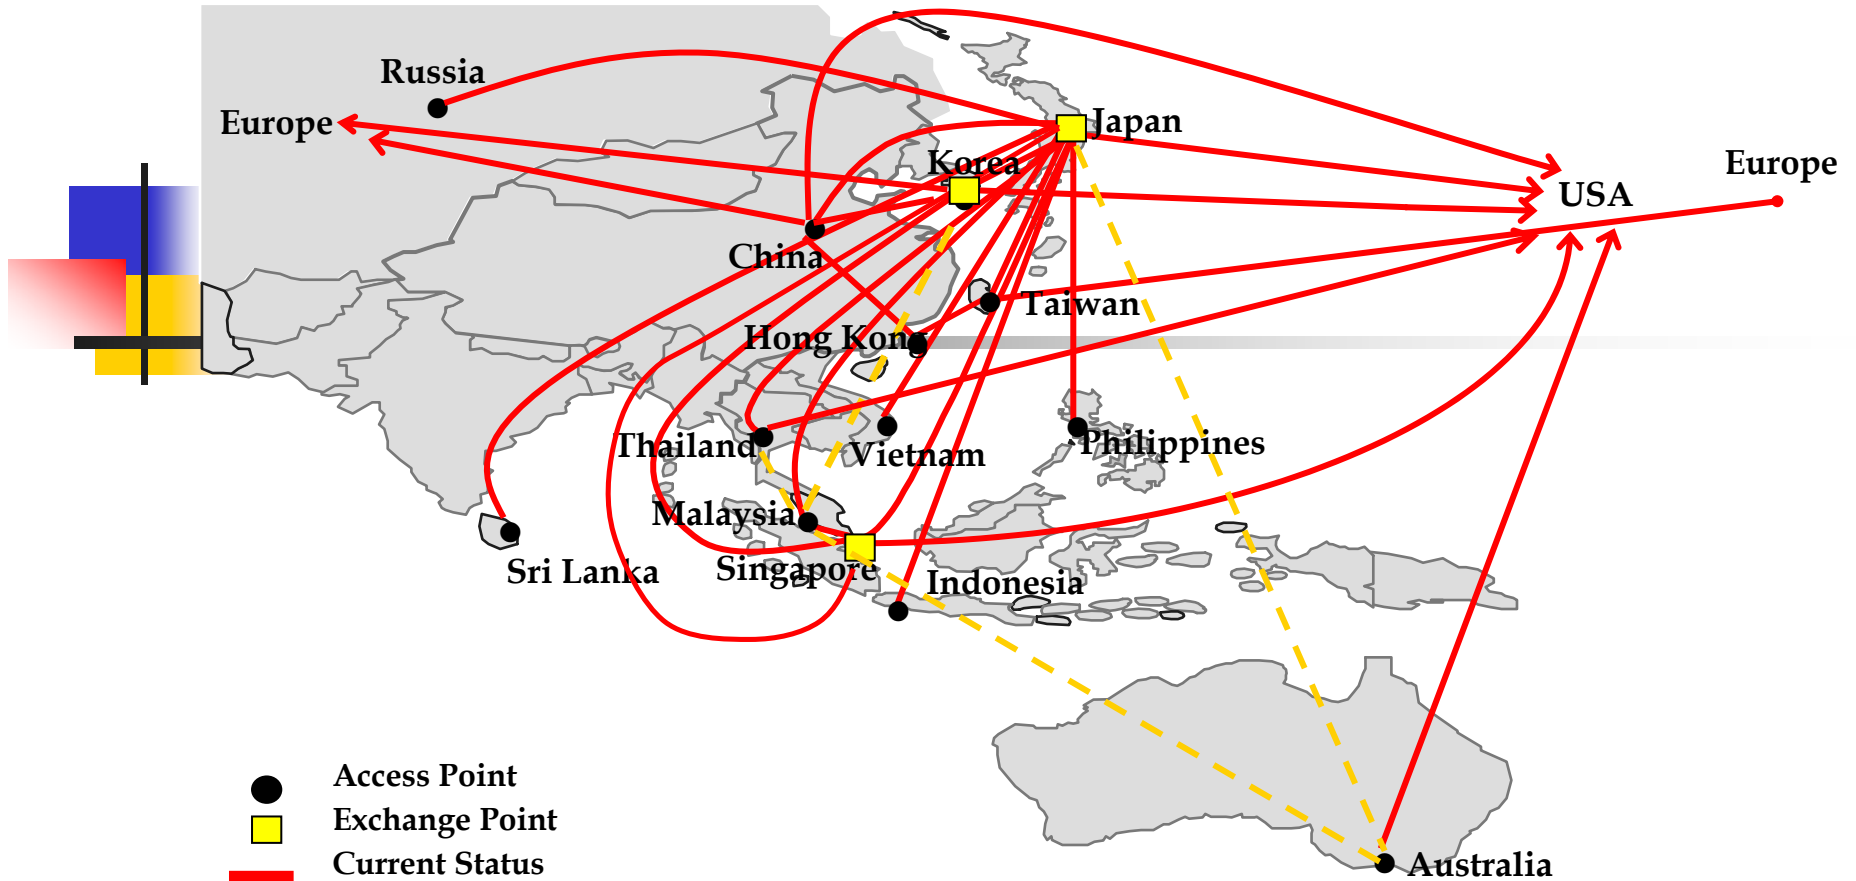 Russia
Europe
Japan
Korea
Europe
USA
China
Taiwan
Hong Kong
Thailand
Vietnam
Philippines
Malaysia
Sri Lanka
Singapore
Indonesia
Access Point
Exchange Point
Current Status
Australia